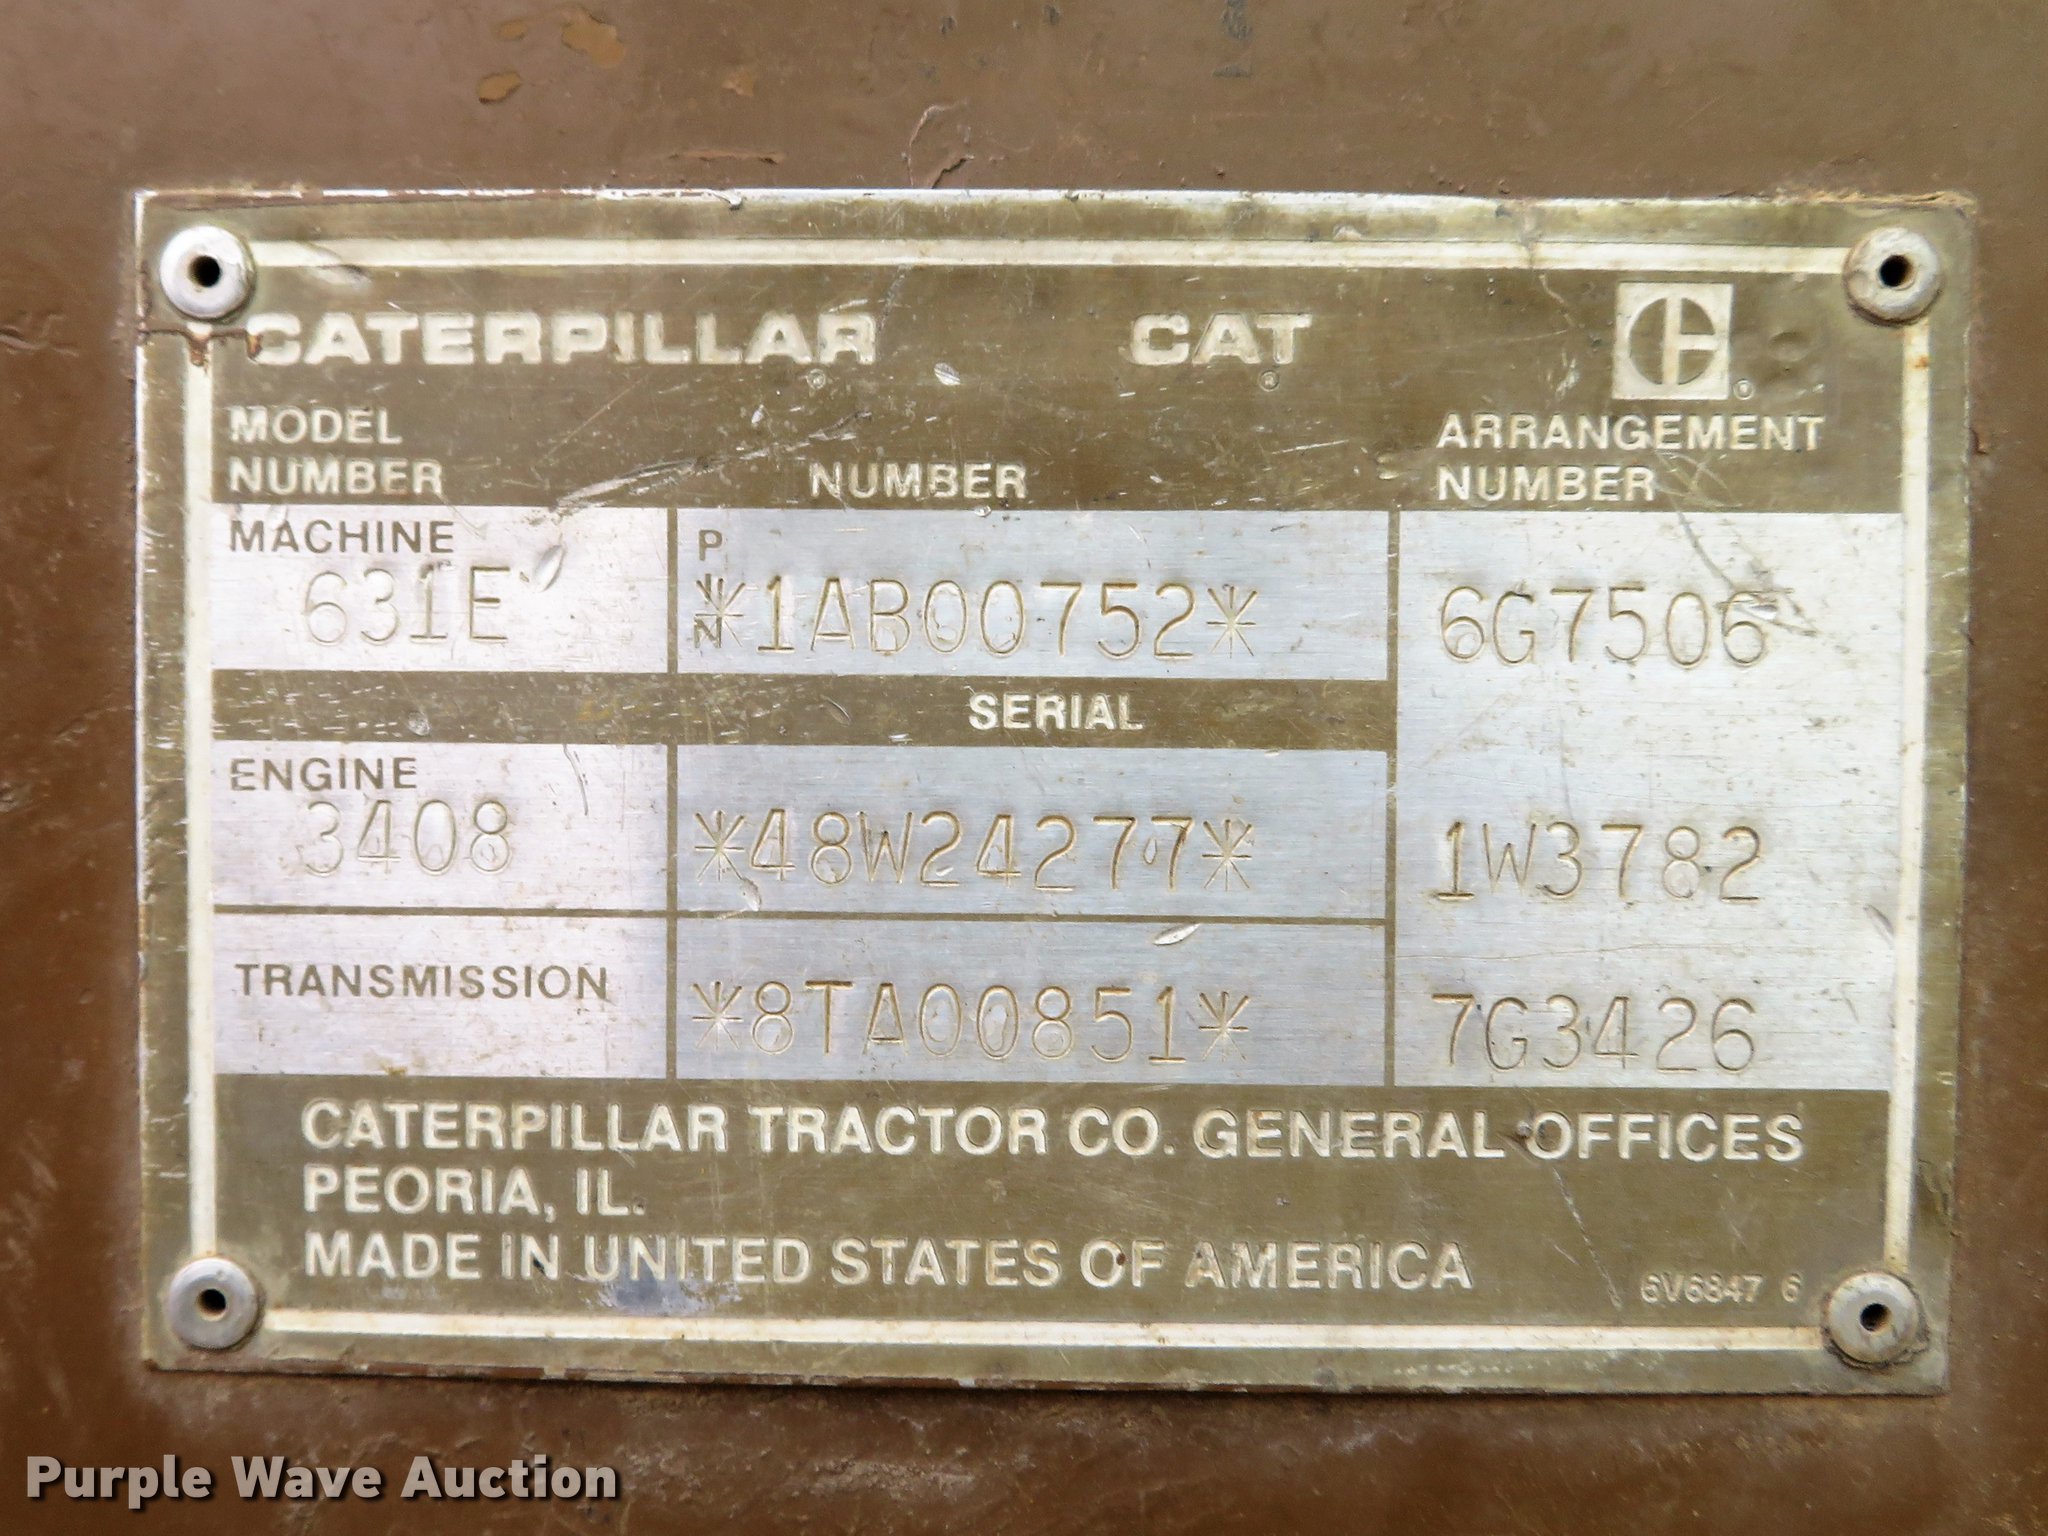 CATERPILLAR CAT
® ® ®
MODEL NUMBER NUMBER ARRANGEMENT NUMBER
MACHINE
631E
P
N
*1AB00752* 6G7506
SERIAL
ENGINE
3408 *48W24277* 1W3782
TRANSMISSION *8TA00851* 7G3426
CATERPILLAR TRACTOR CO. GENERAL OFFICES
PEORIA, IL.
MADE IN UNITED STATES OF AMERICA
6V6847 6
Purple Wave Auction